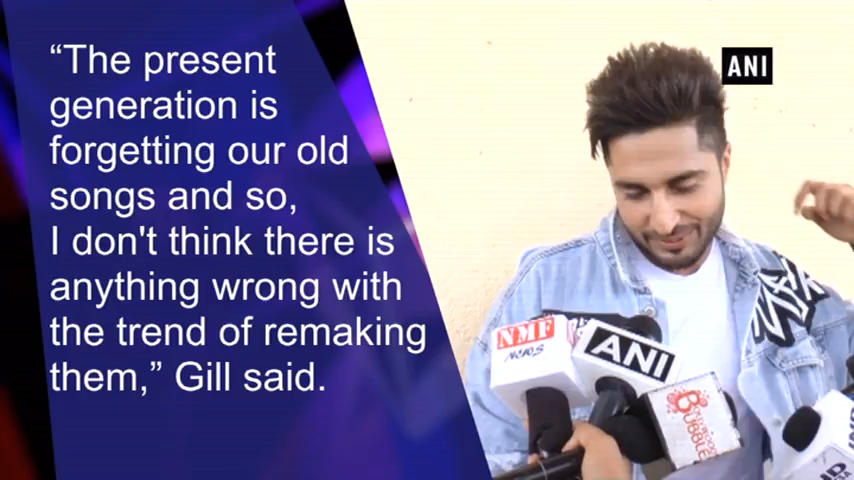 “The present
generation is
forgetting our old
songs and so,
I don't think there is
anything wrong with
the trend of remaking
them,” Gill said.
ANI
NMF
NEWS
ANI
BUBBLE